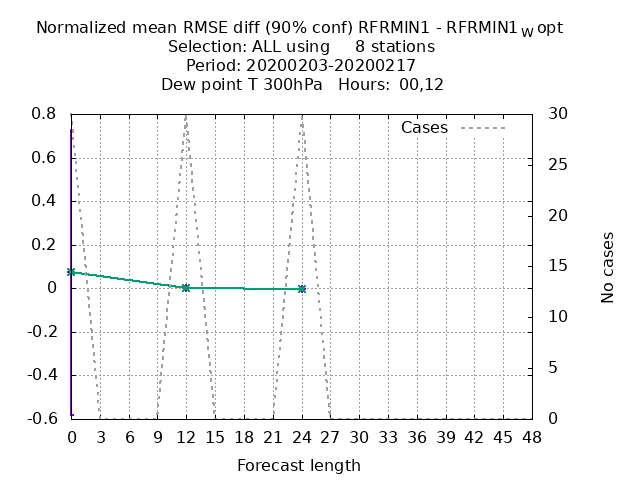 Normalized mean RMSE diff (90% conf) RFRMIN1 - RFRMIN1Wopt
Selection: ALL using     8 stations
Period: 20200203-20200217
Dew point T 300hPa   Hours:  00,12
Cases
0.8
0.6
0.4
0.2
0
-0.2
-0.4
-0.6
30
25
20
15
10
5
0
No cases
0 3 6 9 12 15 18 21 24 27 30 33 36 39 42 45 48
Forecast length